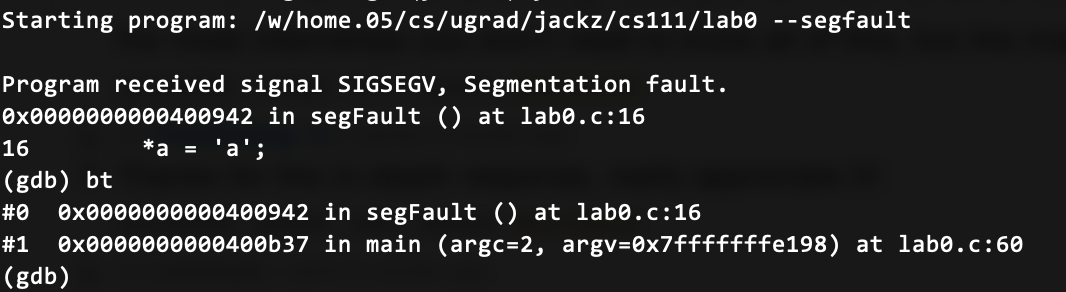 Starting program: /w/home.05/cs/ugrad/jackz/cs111/lab0 --segfault
Program received signal SIGSEGV, Segmentation fault.
0x0000000000400942 in segFault () at lab0.c:16
16        *a = 'a';
(gdb) bt
#0  0x0000000000400942 in segFault () at lab0.c:16
#1  0x0000000000400b37 in main (argc=2, argv=0x7fffffffe198) at lab0.c:60
(gdb)